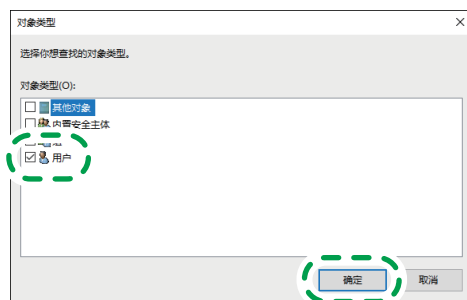 对象类型
选择你想查找的对象类型。
对象类型(O):
其他对象
内置安全主体
组
用户
确定
取消